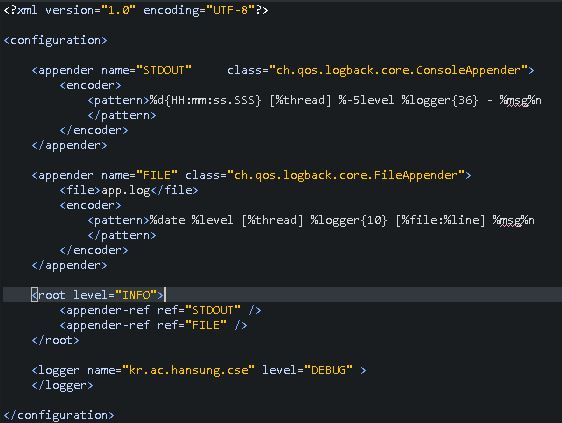 <?xml version="1.0" encoding="UTF-8"?>
<configuration>
<appender name="STDOUT" class="ch.qos.logback.core.ConsoleAppender">
<encoder>
<pattern>%d{HH:mm:ss.SSS} [%thread] %-5level %logger{36} - %msg%n
</pattern>
</encoder>
</appender>
<appender name="FILE" class="ch.qos.logback.core.FileAppender">
<file>app.log</file>
<encoder>
<pattern>%date %level [%thread] %logger{10} [%file:%line] %msg%n
</pattern>
</encoder>
</appender>
<root level="INFO">
<appender-ref ref="STDOUT" />
<appender-ref ref="FILE" />
</root>
<logger name="kr.ac.hansung.cse" level="DEBUG" >
</logger>
</configuration>